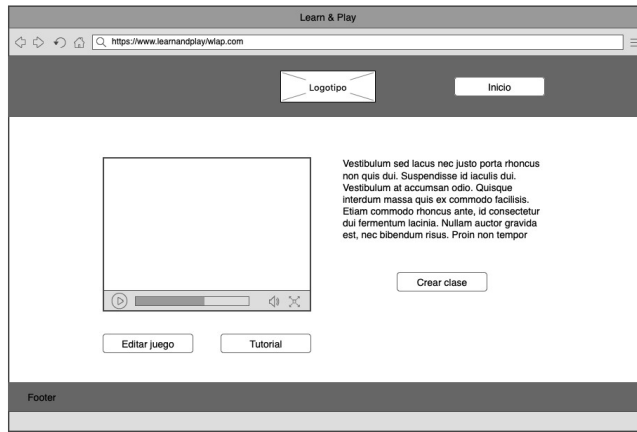 Learn & Play
https://www.learnandplay/wlap.com
Logotipo
Inicio
Vestibulum sed lacus nec justo porta rhoncus
non quis dui. Suspendisse id iaculis dui.
Vestibulum at accumsan odio. Quisque
interdum massa quis ex commodo facilisis.
Etiam commodo rhoncus ante, id consectetur
dui fermentum lacinia. Nullam auctor gravida
est, nec bibendum risus. Proin non tempor
Crear clase
Editar juego
Tutorial
Footer